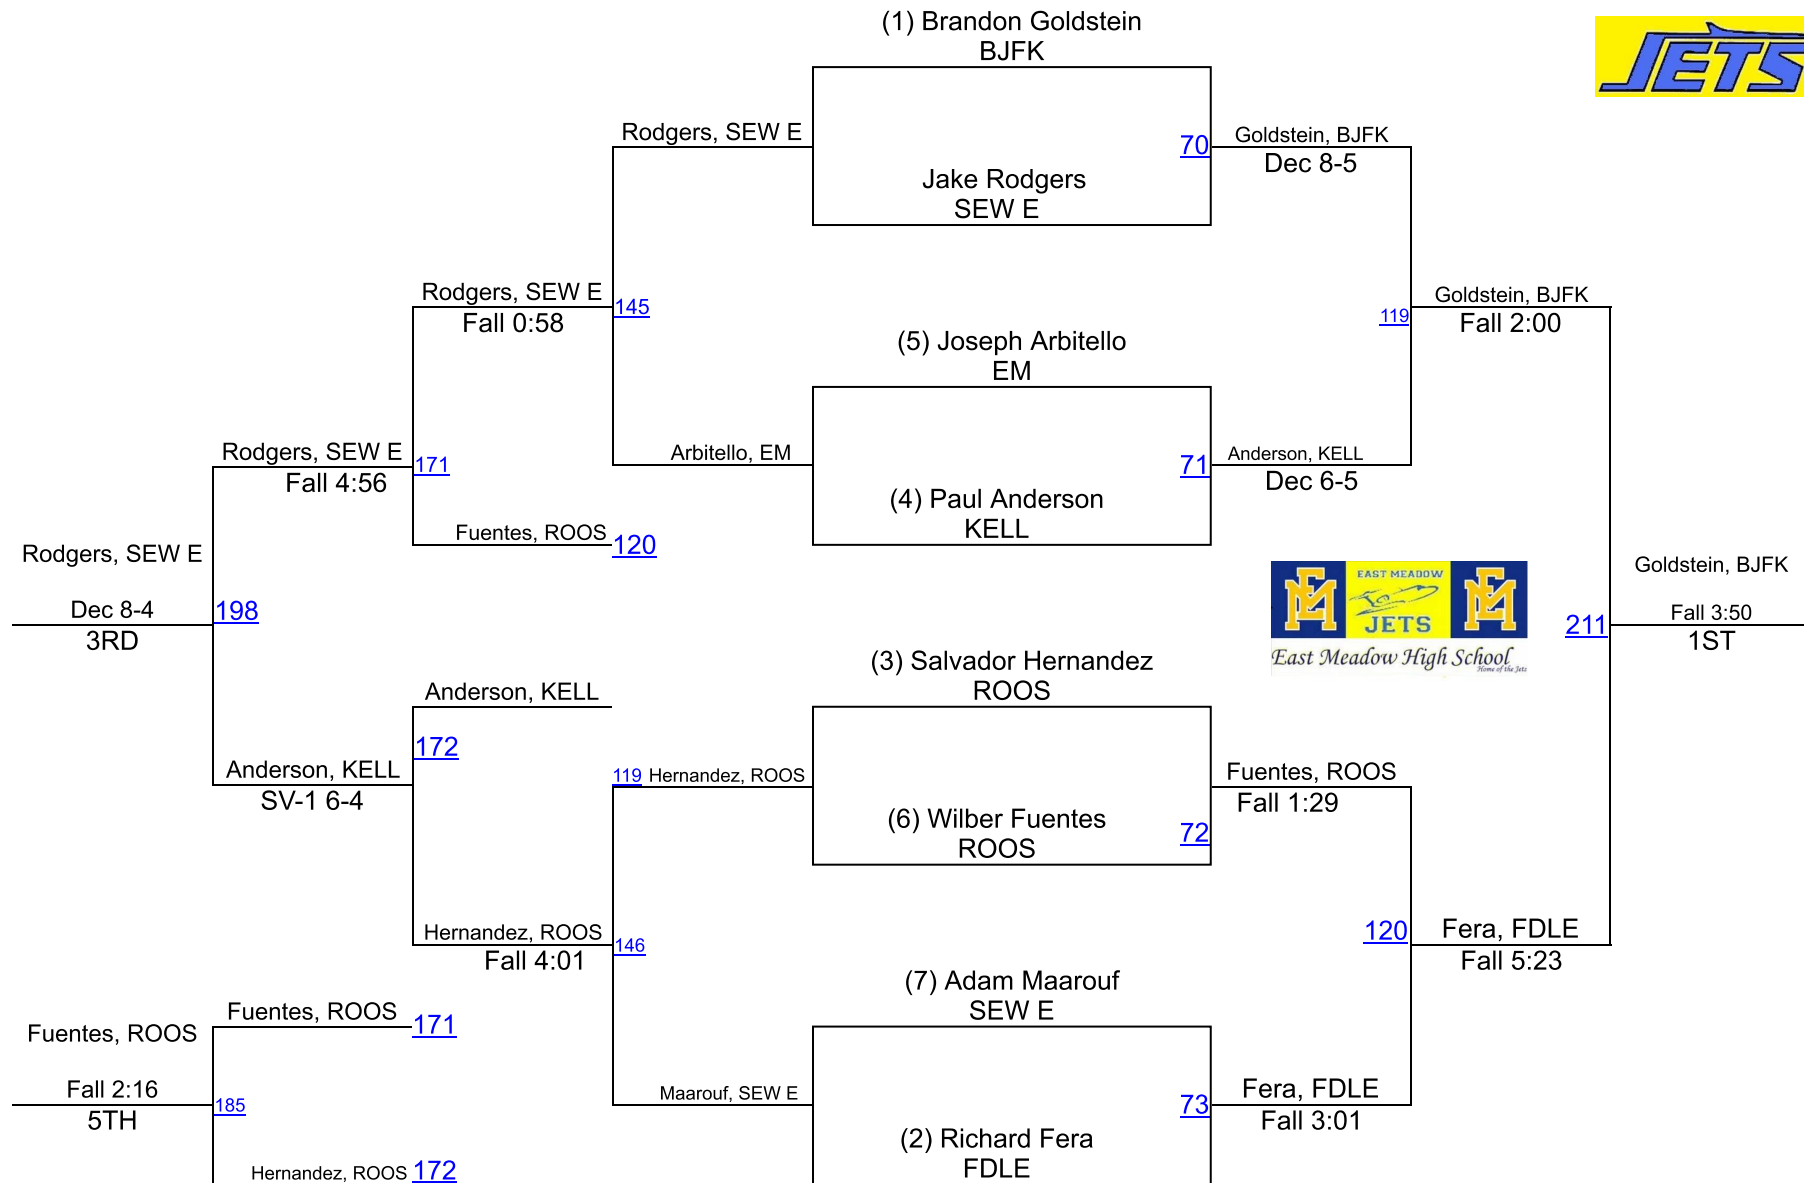 (1) Brandon Goldstein
BJFK
JETS
Rodgers, SEW E
70
Goldstein, BJFK
Dec 8-5
Jake Rodgers
SEW E
Rodgers, SEW E
Fall 0:58
145
Goldstein, BJFK
Fall 2:00
119
(5) Joseph Arbitello
EM
Rodgers, SEW E
Fall 4:56
171
Arbitello, EM
71
Anderson, KELL
Dec 6-5
(4) Paul Anderson
KELL
Fuentes, ROOS
120
Rodgers, SEW E
Dec 8-4
3RD
198
EAST MEADOW
JETS
East Meadow High School
Home of the Jets
Goldstein, BJFK
Fall 3:50
1ST
211
(3) Salvador Hernandez
ROOS
Anderson, KELL
172
Anderson, KELL
SV-1 6-4
119
Hernandez, ROOS
Fuentes, ROOS
Fall 1:29
(6) Wilber Fuentes
ROOS
72
Hernandez, ROOS
Fall 4:01
146
120
Fera, FDLE
Fall 5:23
(7) Adam Maarouf
SEW E
Fuentes, ROOS
171
Fuentes, ROOS
Fall 2:16
5TH
185
Maarouf, SEW E
73
Fera, FDLE
Fall 3:01
(2) Richard Fera
FDLE
Hernandez, ROOS
172